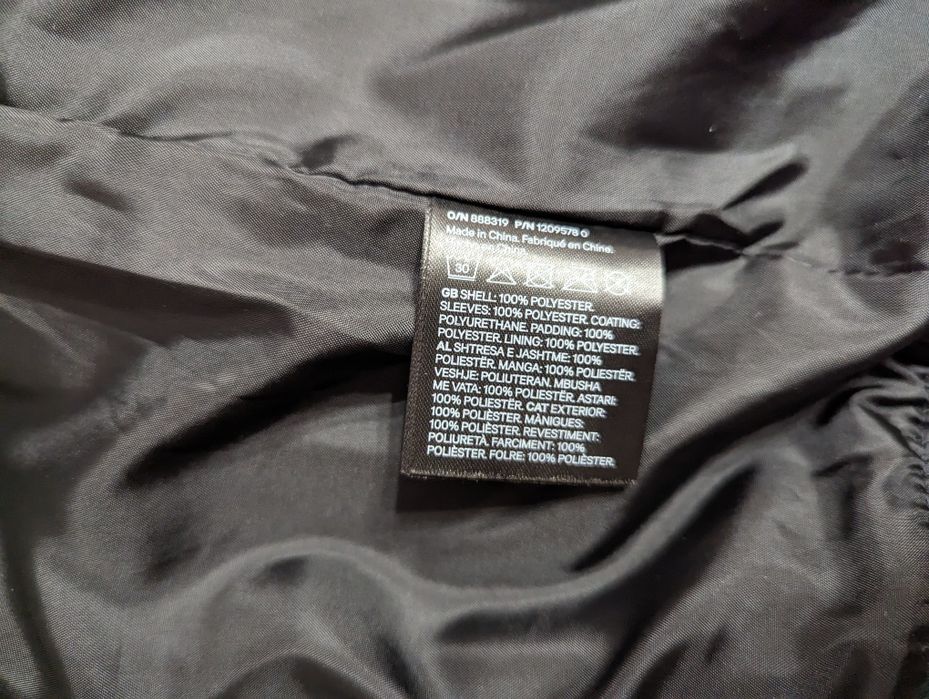 O/N 888319 P/N 1209578 0
Made in China. Fabriqué en Chine.
China
30
GB SHELL: 100% POLYESTER.
SLEEVES: 100% POLYESTER. COATING:
POLYURETHANE. PADDING: 100%
POLYESTER. LINING: 100% POLYESTER.
AL SHTRESA E JASHTME: 100%
POLIESTËR. MANGA: 100% POLIESTËR.
VESHJE: POLIUTERAN. MBUSHA
ME VATA: 100% POLIESTËR. ASTARI:
100% POLIESTËR. CAT EXTERIOR:
100% POLIÈSTER. MÀNIGUES:
100% POLIÈSTER. REVESTIMENT:
POLIURETÀ. FARCIMENT: 100%
POLIÈSTER. FOLRE: 100% POLIÈSTER.